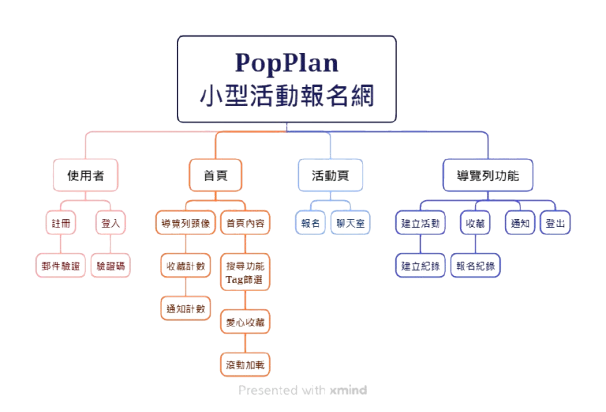 PopPlan
小型活動報名網
使用者
首頁
活動頁
導覽列功能
註冊
登入
導覽列頭像
首頁內容
報名
聊天室
建立活動
收藏
通知
登出
郵件驗證
驗證碼
收藏計數
搜尋功能
Tag篩選
建立紀錄
報名紀錄
通知計數
愛心收藏
滾動加載
Presented with xmind